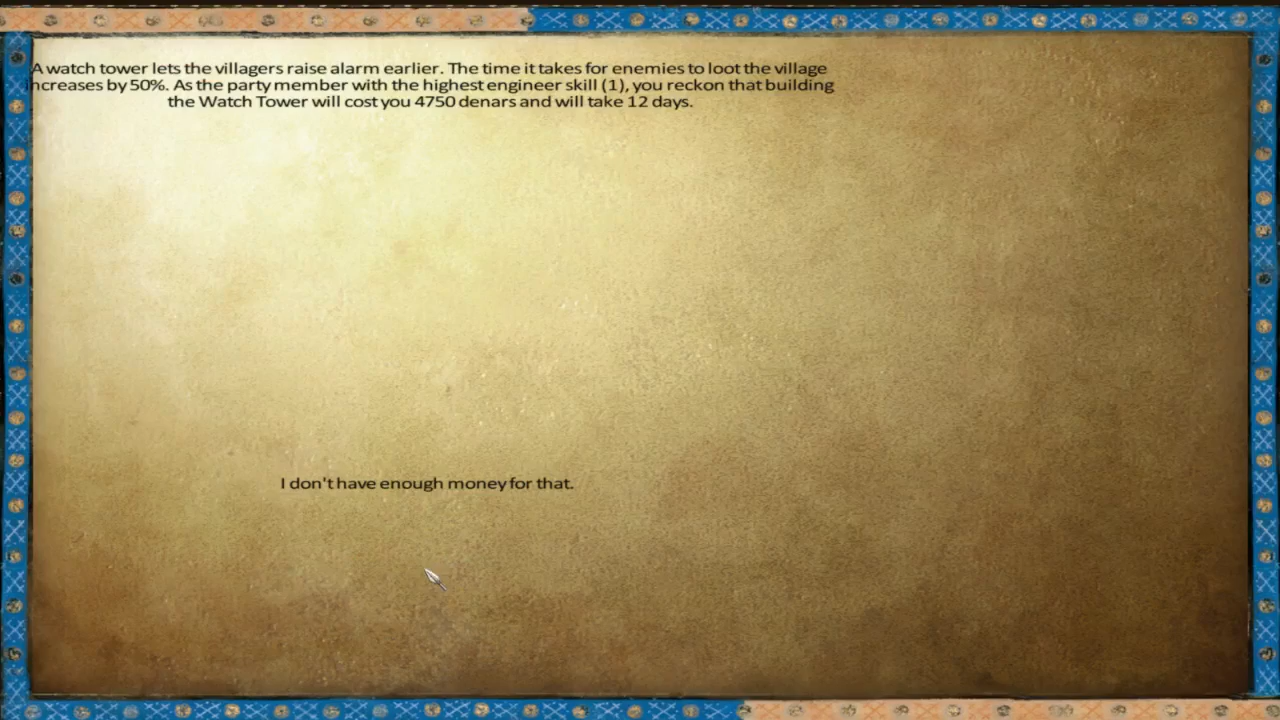 A watch tower lets the villagers raise alarm earlier. The time it takes for enemies to loot the village
increases by 50%. As the party member with the highest engineer skill (1), you reckon that building
the Watch Tower will cost you 4750 denars and will take 12 days.
I don't have enough money for that.